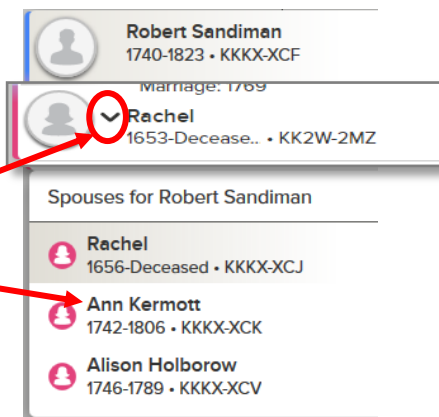 Robert Sandiman
1740-1823 • KKKX-XCF
Marriage: 1769
Rachel
1653-Decease.. • KK2W-2MZ
Spouses for Robert Sandiman
Rachel
1656-Deceased • KKKX-XCJ
Ann Kermott
1742-1806 • KKKX-XCK
Alison Holborow
1746-1789 • KKKX-XCV